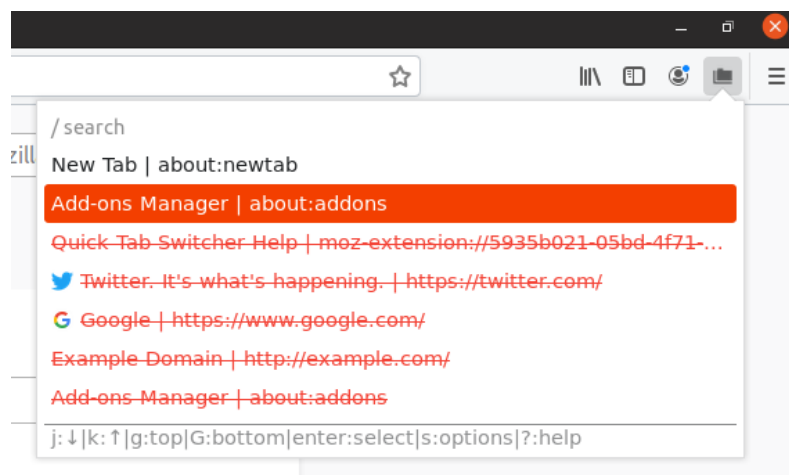 zill
/ search
New Tab | about:newtab
Add-ons Manager | about:addons
Quick Tab Switcher Help | moz-extension://5935b021-05bd-4f71-...
Twitter. It's what's happening. | https://twitter.com/
Google | https://www.google.com/
Example Domain | http://example.com/
Add-ons Manager | about:addons
j:↓|k:↑|g:top|G:bottom|enter:select|s:options|?:help